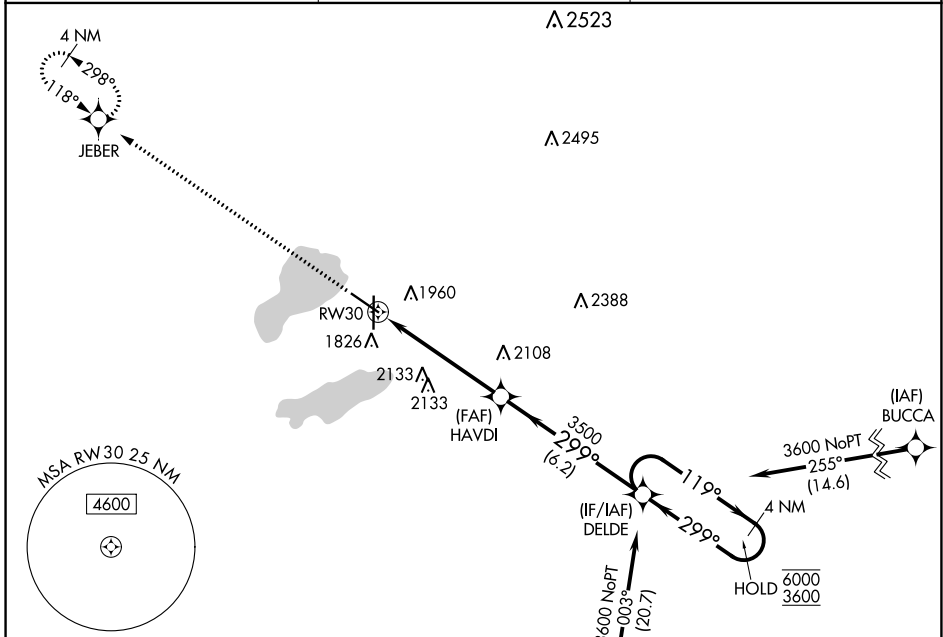 2523
4 NM
298°
118°
JEBER
2495
1960
2388
RW30
1826
2108
2133
2133
(FAF)
HAVDI
3500
299°
(6.2)
(IAF)
BUCCA
3600 NoPT
255°
(14.6)
119°
4 NM
299°
(IF/IAF)
DELDE
HOLD 6000
3600
NoPT
003°
(20.7)
MSA RW30 25 NM
4600